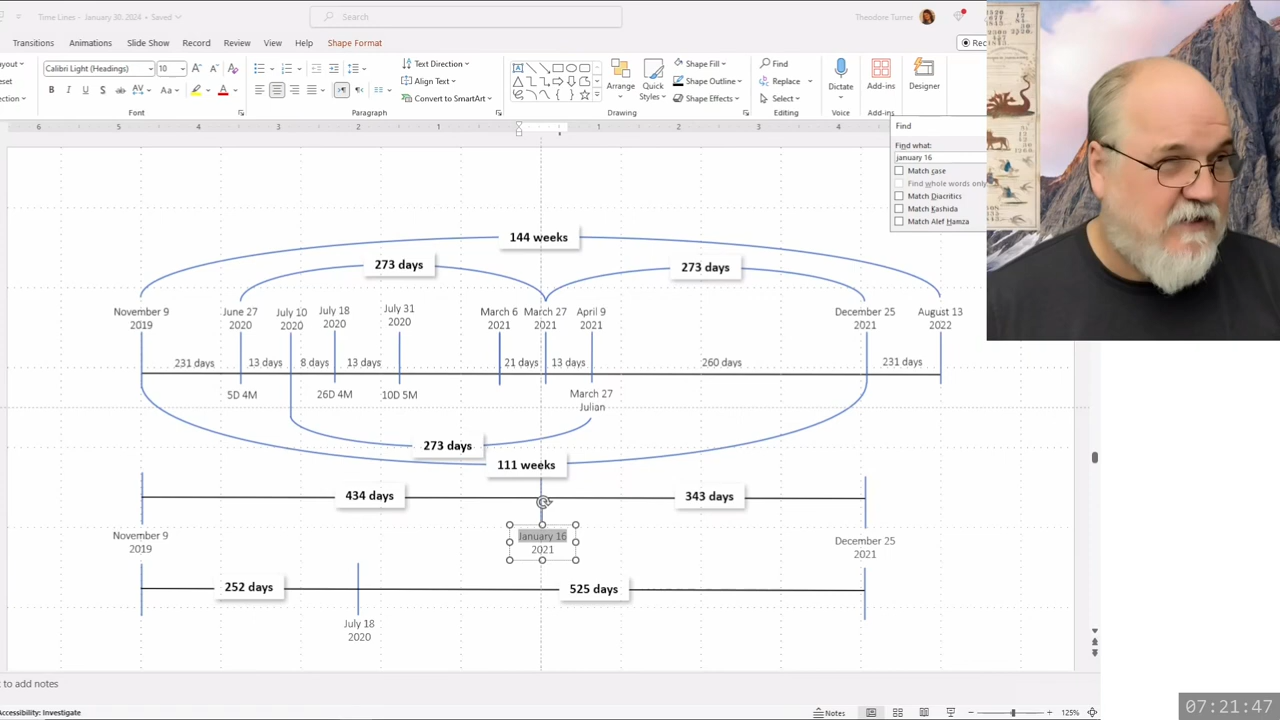 Time Lines - January 30, 2024 • Saved
Search
Theodore Turner
Transitions Animations Slide Show Record Review View Help Shape Format
Rec
ayout
Text Direction
Shape Fill
Find
Calibri Light (Headings) 10
eset
Align Text
Shape Outline
Replace
Arrange Quick Styles
Dictate Add-ins Designer
ection
Convert to SmartArt
Shape Effects
Select
Font Paragraph Drawing Editing Voice Add-ins
Find
Find what:
january 16
Match case
Find whole words only
Match Diacritics
Match Kashida
Match Alef Hamza
144 weeks
273 days 273 days
November 9 2019
June 27 2020
July 10 2020
July 18 2020
July 31 2020
March 6 2021
March 27 2021
April 9 2021
December 25 2021
August 13 2022
231 days 13 days 8 days 13 days 21 days 13 days 260 days 231 days
5D 4M 26D 4M 10D 5M
March 27
Julian
273 days
111 weeks
434 days 343 days
November 9
2019
January 16
2021
December 25
2021
252 days 525 days
July 18
2020
to add notes
Accessibility: Investigate
Notes
125%
07:21:47